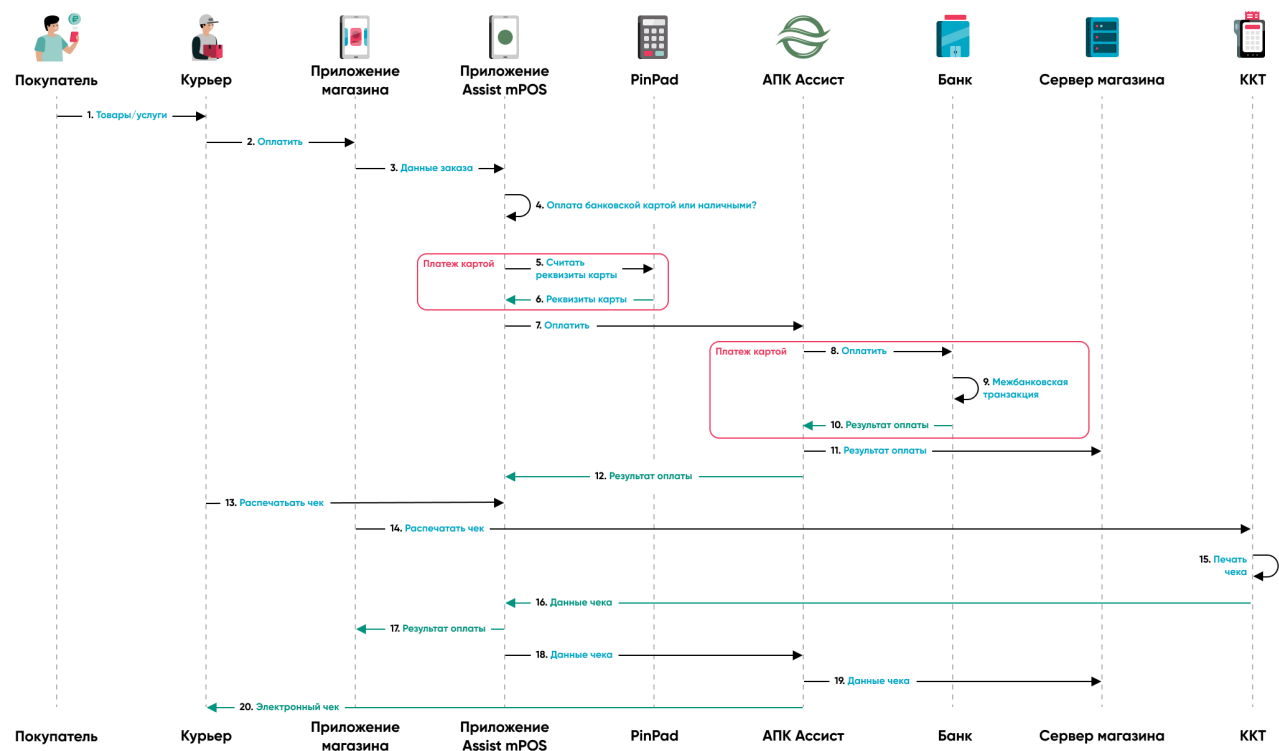 Покупатель
Курьер
Приложение
магазина
Приложение
Assist mPOS
PinPad
АПК Ассист
Банк
Сервер магазина
ККТ
1. Товары/услуги
2. Оплатить
3. Данные заказа
4. Оплата банковской картой или наличными?
Платеж картой
5. Считать
реквизиты карты
6. Реквизиты карты
7. Оплатить
Платеж картой
8. Оплатить
9. Межбанковская
транзакция
10. Результат оплаты
11. Результат оплаты
12. Результат оплаты
13. Распечатьать чек
14. Распечатать чек
15. Печать
чека
16. Данные чека
17. Результат оплаты
18. Данные чека
19. Данные чека
20. Электронный чек
Покупатель
Курьер
Приложение
магазина
Приложение
Assist mPOS
PinPad
АПК Ассист
Банк
Сервер магазина
ККТ